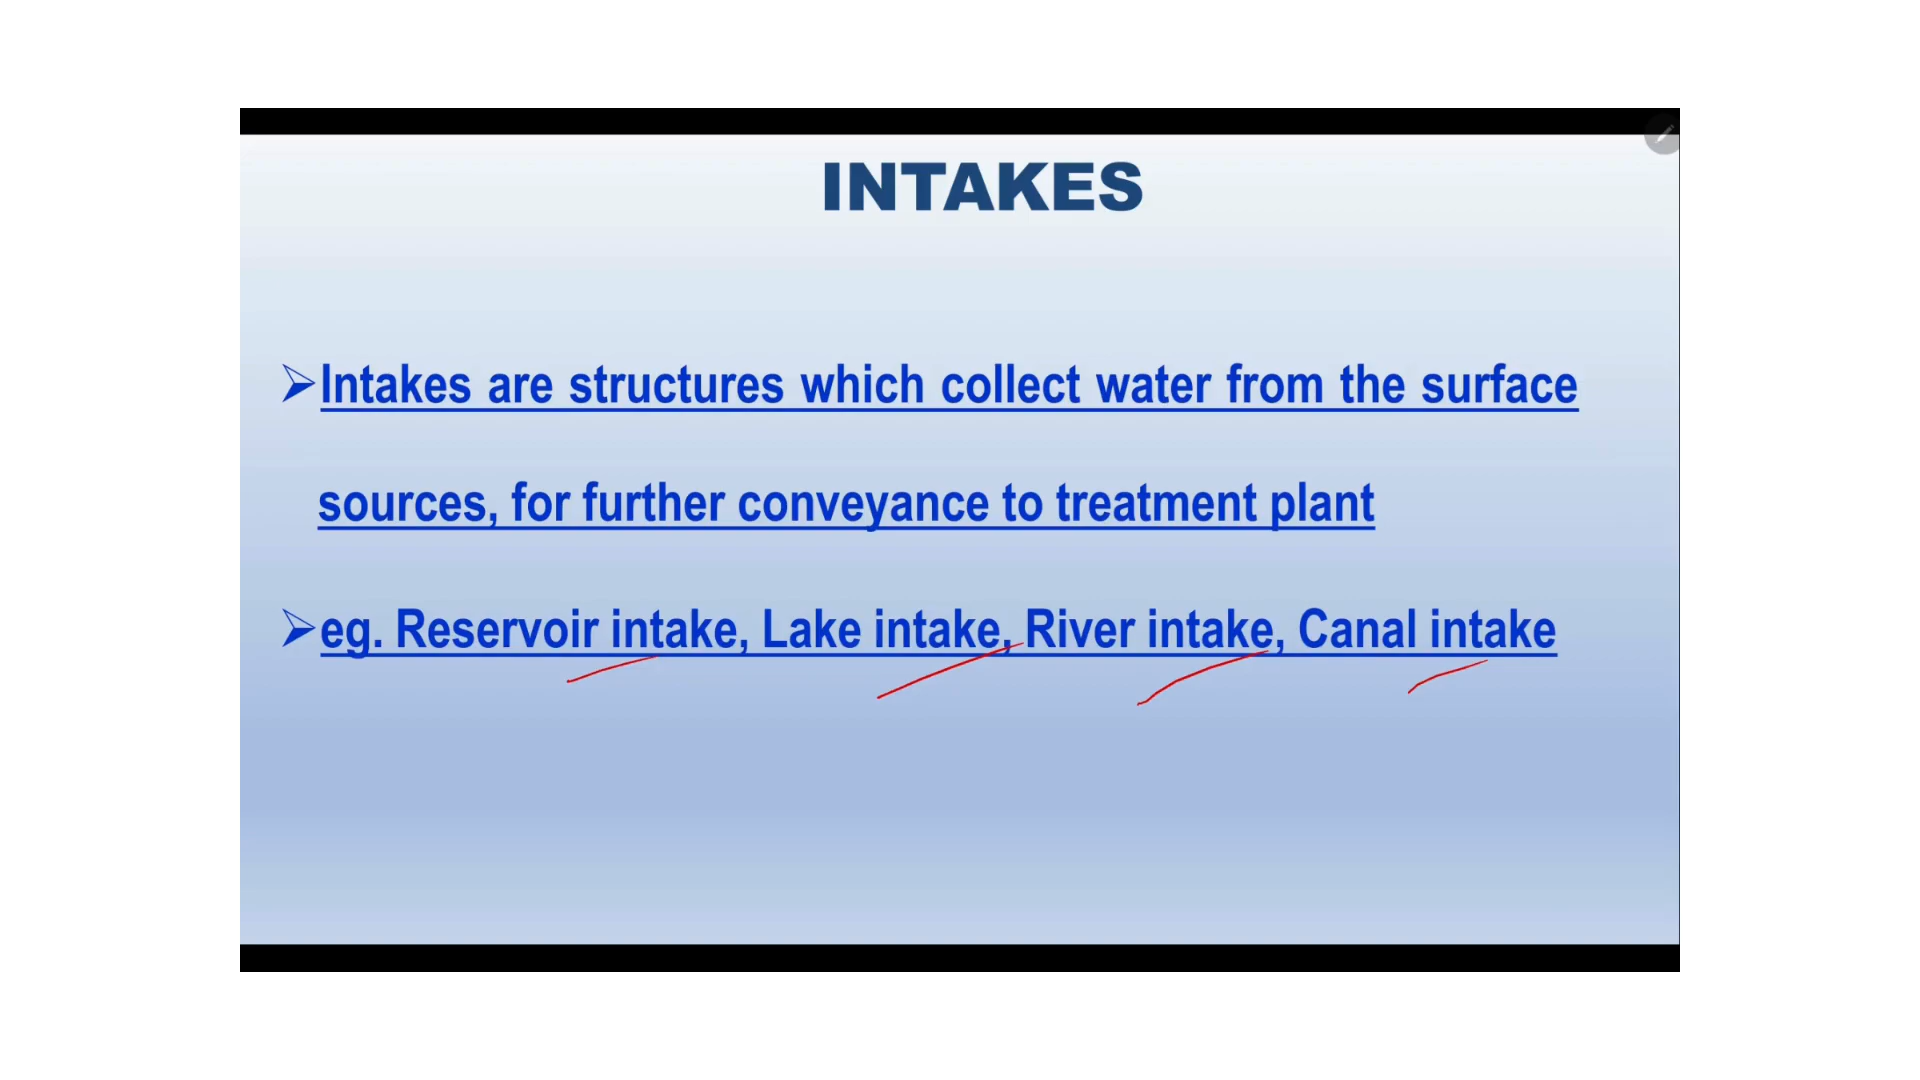 INTAKES
➢Intakes are structures which collect water from the surface
sources, for further conveyance to treatment plant
➢eg. Reservoir intake, Lake intake, River intake, Canal intake